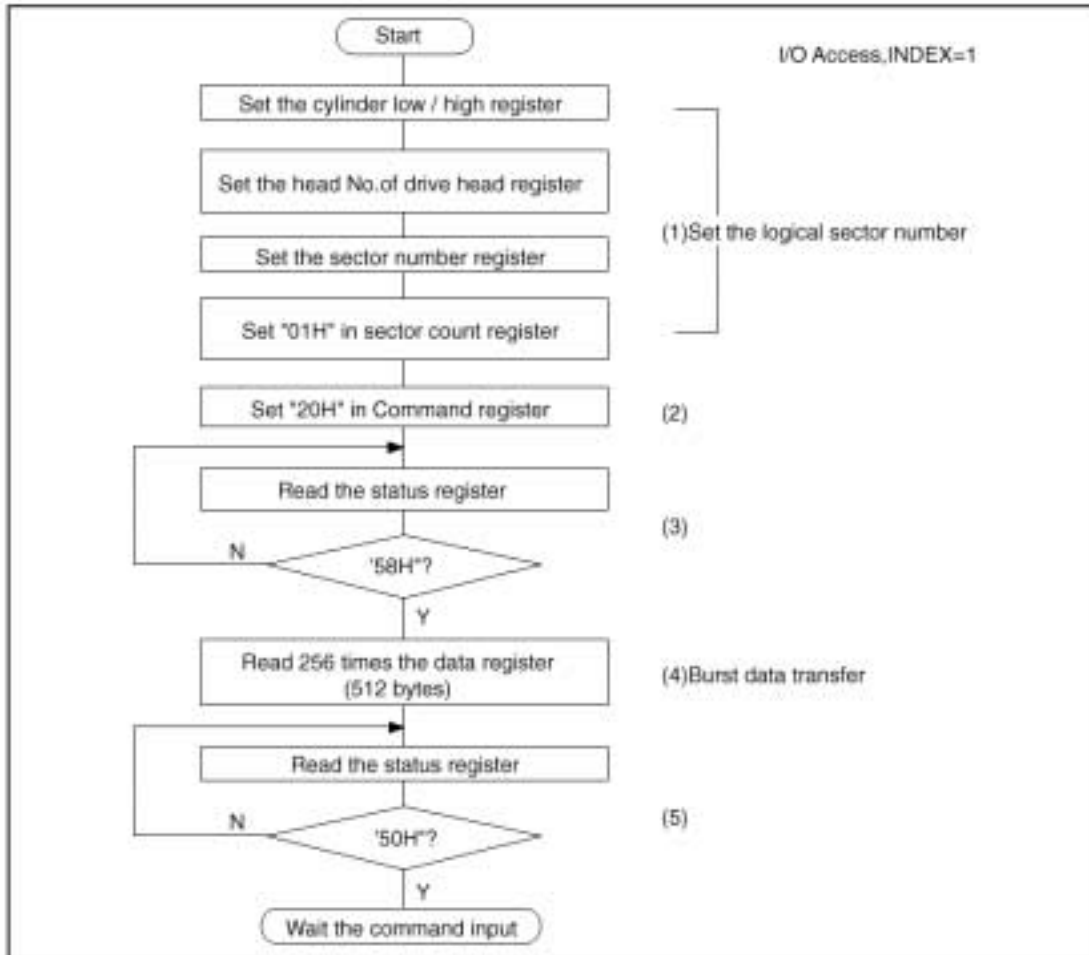 Start
I/O Access,INDEX=1
Set the cylinder low / high register
Set the head No.of drive head register
(1)Set the logical sector number
Set the sector number register
Set "01H" in sector count register
Set "20H" in Command register
(2)
Read the status register
(3)
N
'58H"?
Y
Read 256 times the data register
(512 bytes)
(4)Burst data transfer
Read the status register
(5)
N
'50H"?
Y
Wait the command input